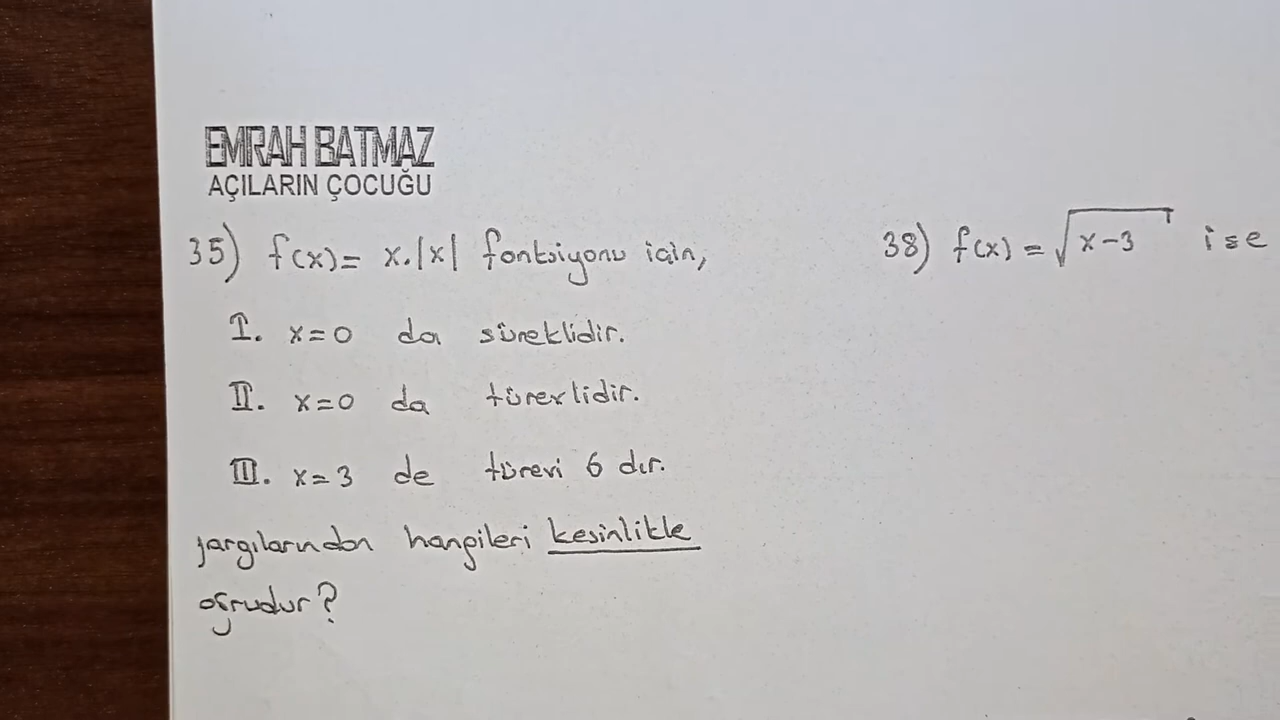 EMRAH BATMAZ
AÇILARIN ÇOCUĞU
35) f(x)= x.|x| fonksiyonu için,
I. x=0 da süreklidir.
II. x=0 da türevlidir.
III. x=3 de türevi 6 dır.
yargılarından hangileri kesinlikle
oğrudur?
38) f(x) = √x-3 ise